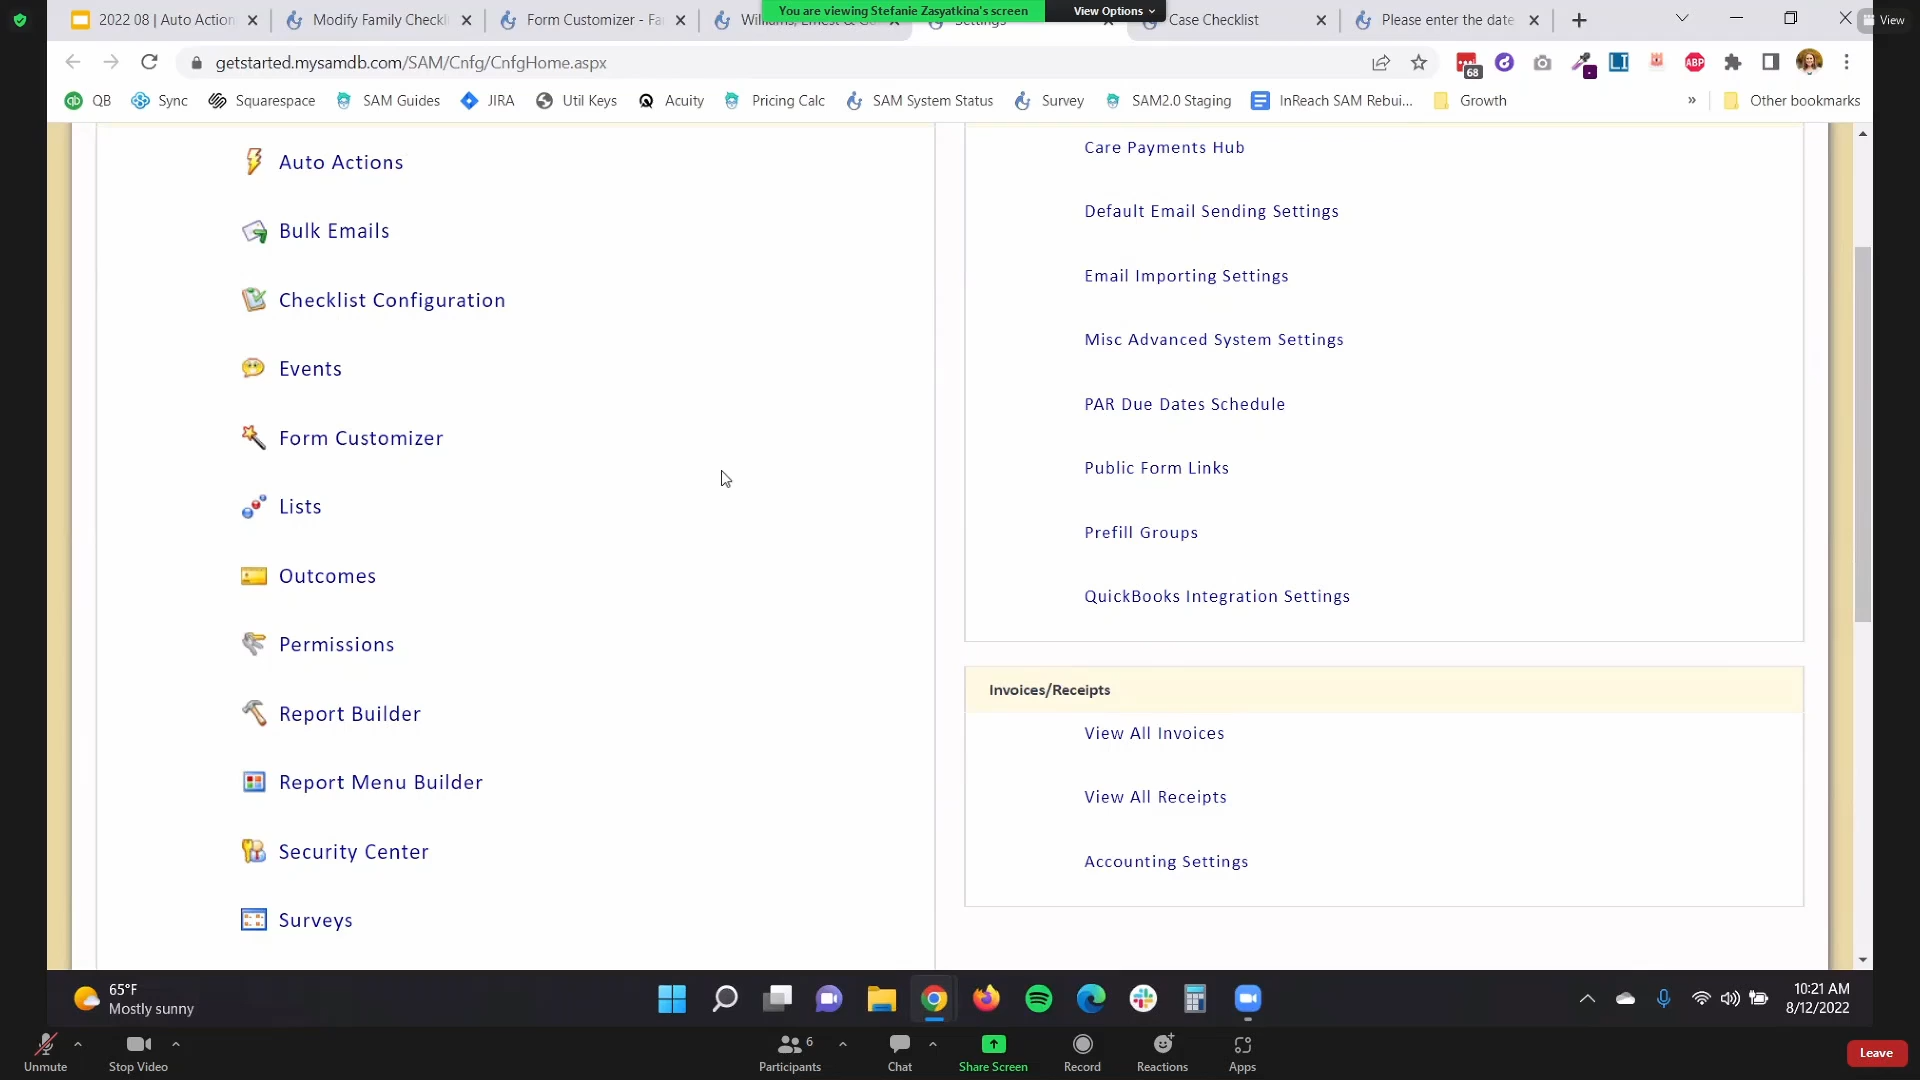 You are viewing Stefanie Zasyatkina's screen
View Options
2022 08 | Auto Action
Modify Family Checkl
Form Customizer - Fa
Williams, Ernest &
Settings
Case Checklist
Please enter the date
View
getstarted.mysamdb.com/SAM/Cnfg/CnfgHome.aspx
68
ABP
QB
Sync
Squarespace
SAM Guides
JIRA
Util Keys
Acuity
Pricing Calc
SAM System Status
Survey
SAM2.0 Staging
InReach SAM Rebui...
Growth
»
Other bookmarks
Auto Actions
Bulk Emails
Checklist Configuration
Events
Form Customizer
Lists
Outcomes
Permissions
Report Builder
Report Menu Builder
Security Center
Surveys
Care Payments Hub
Default Email Sending Settings
Email Importing Settings
Misc Advanced System Settings
PAR Due Dates Schedule
Public Form Links
Prefill Groups
QuickBooks Integration Settings
Invoices/Receipts
View All Invoices
View All Receipts
Accounting Settings
65°F
Mostly sunny
10:21 AM
8/12/2022
Unmute
Stop Video
6
Participants
Chat
Share Screen
Record
Reactions
Apps
Leave